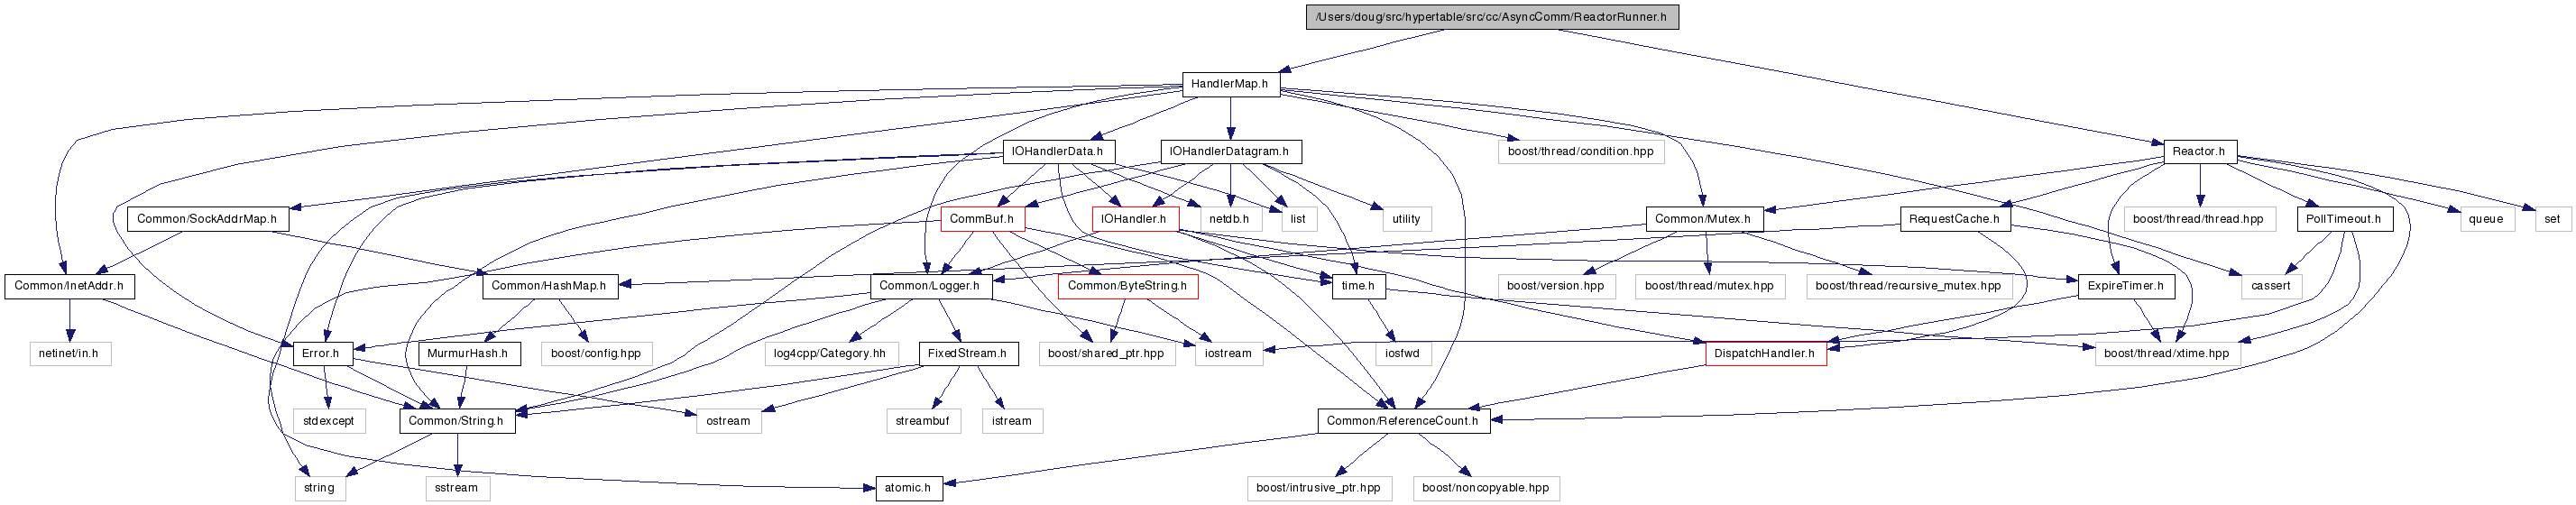 /Users/doug/src/hypertable/src/cc/AsyncComm/ReactorRunner.h
HandlerMap.h
IOHandlerData.h
IOHandlerDatagram.h
boost/thread/condition.hpp
Reactor.h
Common/SockAddrMap.h
CommBuf.h
IOHandler.h
netdb.h
list
utility
Common/Mutex.h
RequestCache.h
boost/thread/thread.hpp
PollTimeout.h
queue
set
Common/InetAddr.h
Common/HashMap.h
Common/Logger.h
Common/ByteString.h
time.h
boost/version.hpp
boost/thread/mutex.hpp
boost/thread/recursive_mutex.hpp
ExpireTimer.h
cassert
netinet/in.h
Error.h
MurmurHash.h
boost/config.hpp
log4cpp/Category.hh
FixedStream.h
boost/shared_ptr.hpp
iostream
iosfwd
DispatchHandler.h
boost/thread/xtime.hpp
stdexcept
Common/String.h
ostream
streambuf
istream
Common/ReferenceCount.h
string
sstream
atomic.h
boost/intrusive_ptr.hpp
boost/noncopyable.hpp